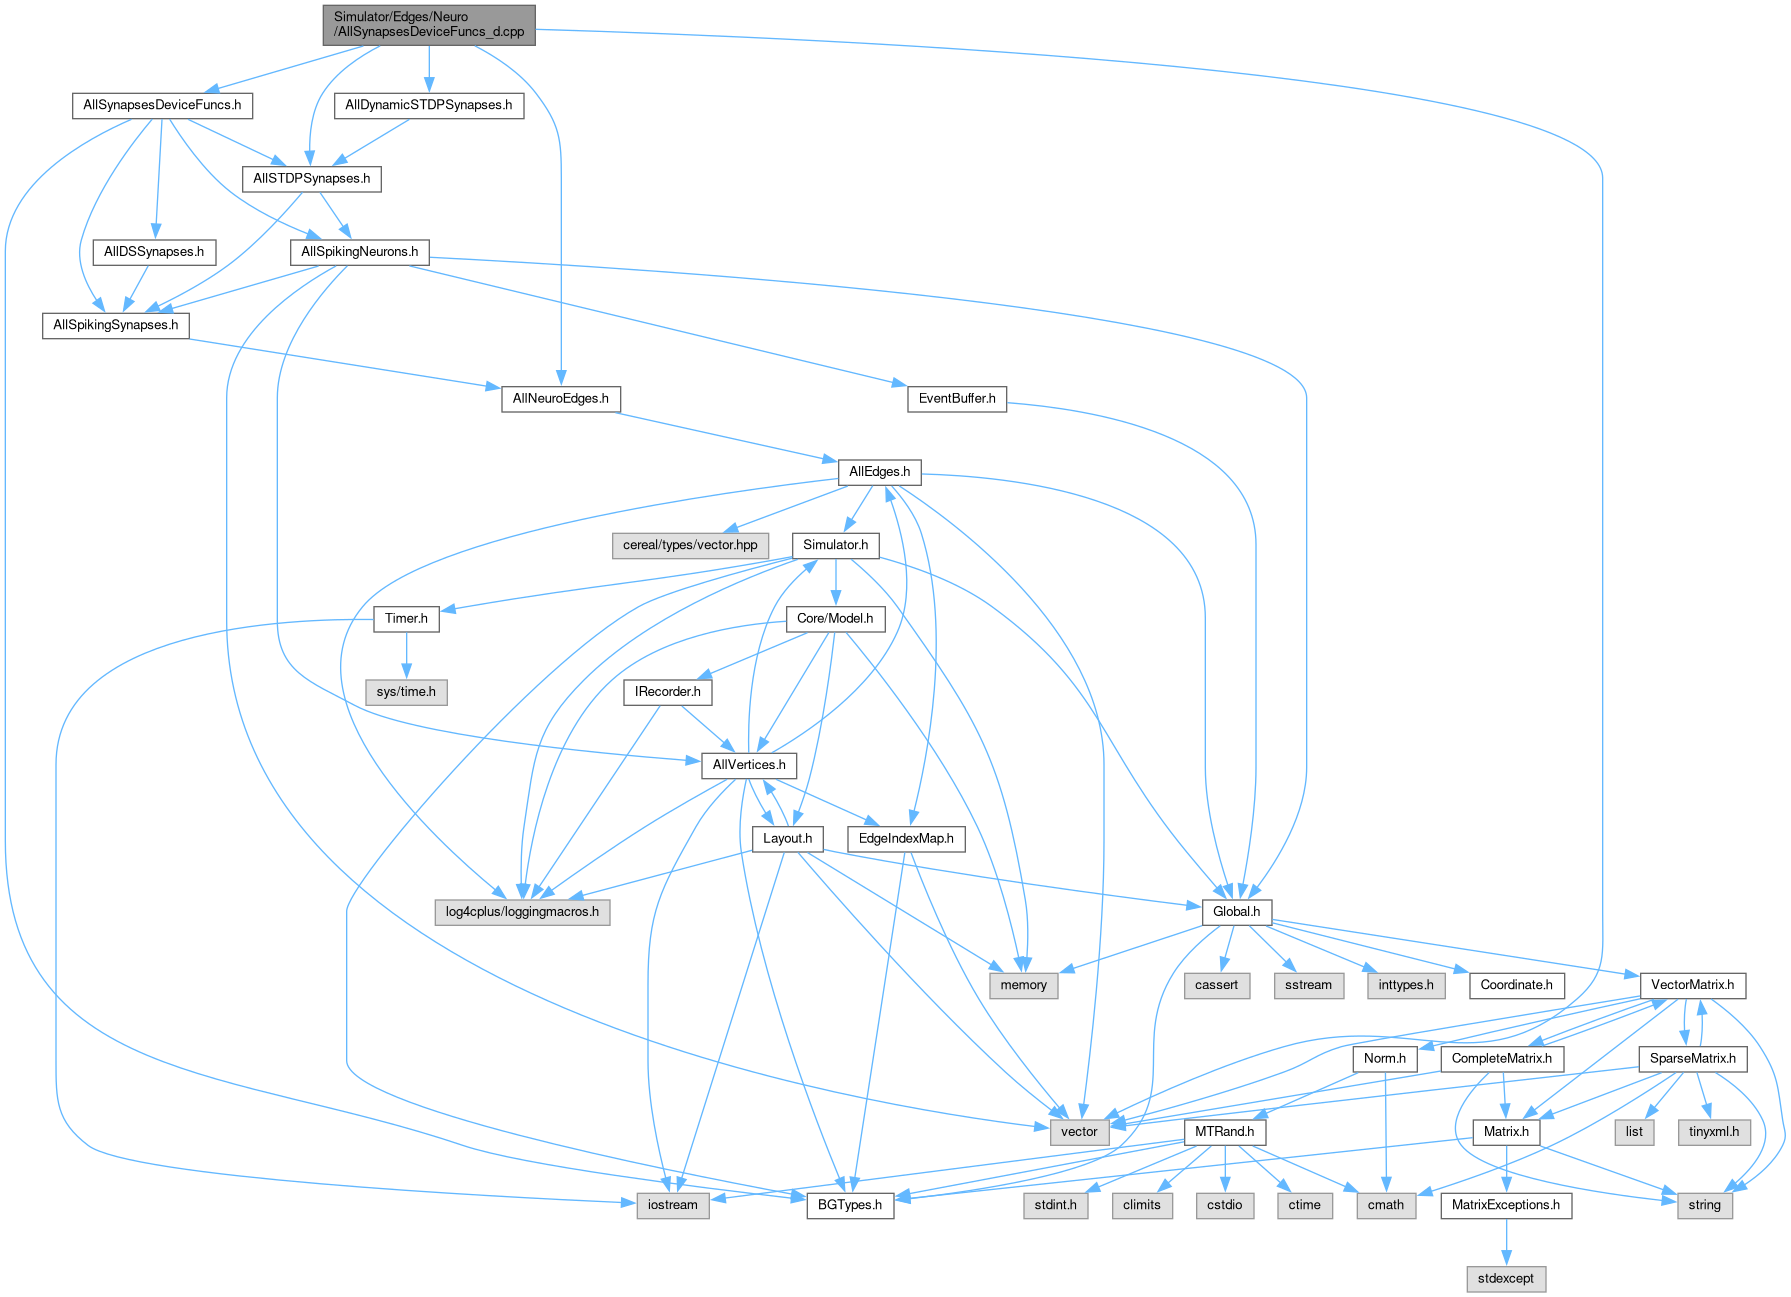 Simulator/Edges/Neuro
/AllSynapsesDeviceFuncs_d.cpp
AllSynapsesDeviceFuncs.h
AllDynamicSTDPSynapses.h
AllSTDPSynapses.h
AllDSSynapses.h
AllSpikingNeurons.h
AllSpikingSynapses.h
AllNeuroEdges.h
EventBuffer.h
AllEdges.h
cereal/types/vector.hpp
Simulator.h
Timer.h
Core/Model.h
sys/time.h
IRecorder.h
AllVertices.h
Layout.h
EdgeIndexMap.h
log4cplus/loggingmacros.h
Global.h
memory
cassert
sstream
inttypes.h
Coordinate.h
VectorMatrix.h
Norm.h
CompleteMatrix.h
SparseMatrix.h
vector
MTRand.h
Matrix.h
list
tinyxml.h
iostream
BGTypes.h
stdint.h
climits
cstdio
ctime
cmath
MatrixExceptions.h
string
stdexcept